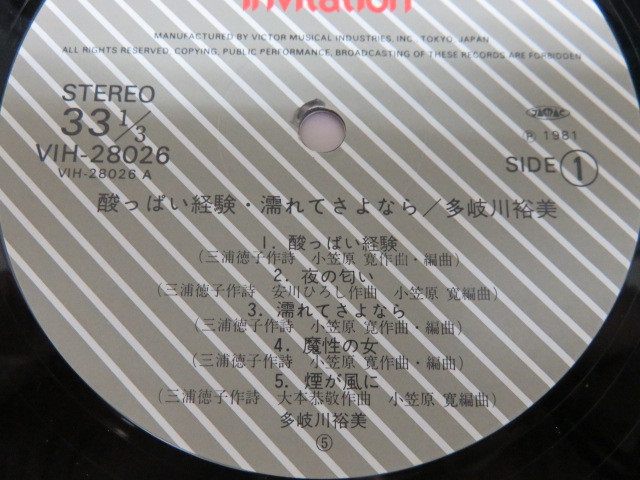 Invitation
MANUFACTURED BY VICTOR MUSICAL INDUSTRIES, INC., TOKYO, JAPAN
ALL RIGHTS RESERVED, COPYING, PUBLIC PERFORMANCE, BROADCASTING OF THESE RECORDS ARE FORBIDDEN
STEREO
33 1/3
VIH-28026
VIH-28026 A
Ⓟ 1981
SIDE 1
酸っぱい経験・濡れてさよなら／多岐川裕美
1. 酸っぱい経験
(三浦徳子作詩 小笠原 寛作曲・編曲)
2. 夜の匂い
(三浦徳子作詩 安川ひろし作曲 小笠原 寛編曲)
3. 濡れてさよなら
(三浦徳子作詩 小笠原 寛作曲・編曲)
4. 魔性の女
(三浦徳子作詩 小笠原 寛作曲・編曲)
5. 煙が風に
(三浦徳子作詩 大本恭敬作曲 小笠原 寛編曲)
多岐川裕美
⑤